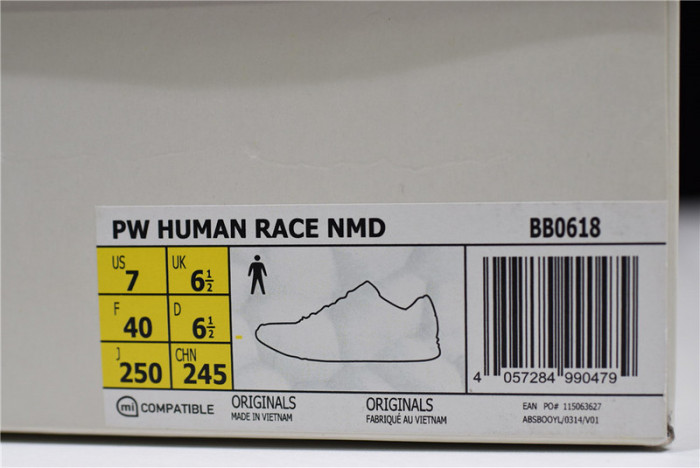 PW HUMAN RACE NMD BB0618
US 7 UK 6½
F 40 D 6½
J 250 CHN 245
4 057284 990479
mi COMPATIBLE
ORIGINALS ORIGINALS
MADE IN VIETNAM FABRIQUÉ AU VIETNAM
EAN PO# 115063627
ABSBOOYL/0314/V01